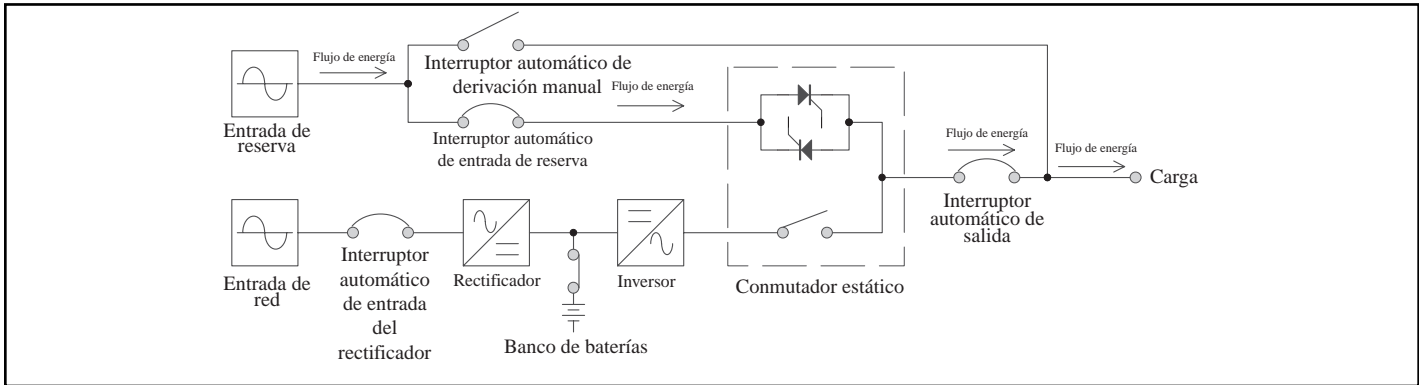 Flujo de energía
Interruptor automático de
derivación manual
Flujo de energía
Entrada de
reserva
Interruptor automático
de entrada de reserva
Flujo de energía
Flujo de energía
Carga
Interruptor
automático de
salida
Entrada de
red
Interruptor
automático
de entrada
del
rectificador
Rectificador
Inversor
Conmutador estático
Banco de baterías